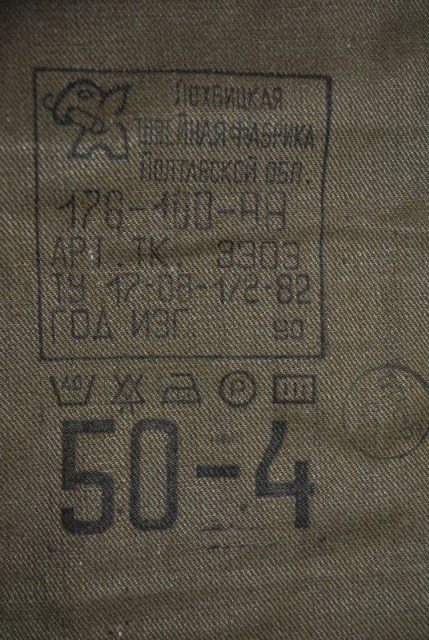 Лохвицкая
швейная фабрика
Полтавской обл.
176-100-
АРТ. ТК 3303
ТУ 17-08-172-82
ГОД ИЗГ. 90
40
Р
50-4